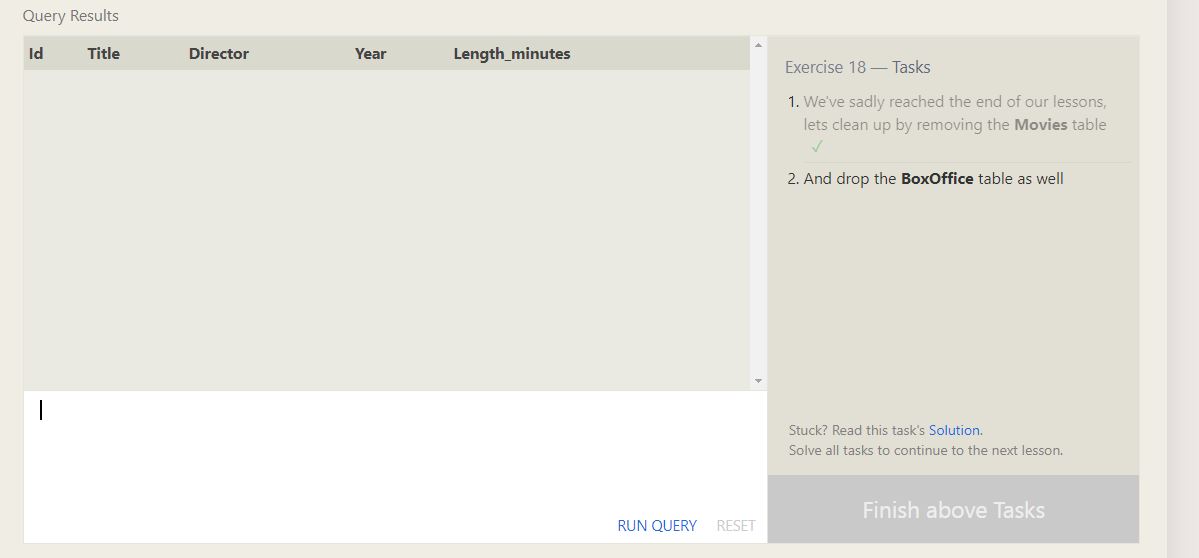 Query Results
Id Title Director Year Length_minutes
Exercise 18 — Tasks
1. We've sadly reached the end of our lessons,
lets clean up by removing the Movies table
✓
2. And drop the BoxOffice table as well
Stuck? Read this task's Solution.
Solve all tasks to continue to the next lesson.
RUN QUERY RESET
Finish above Tasks